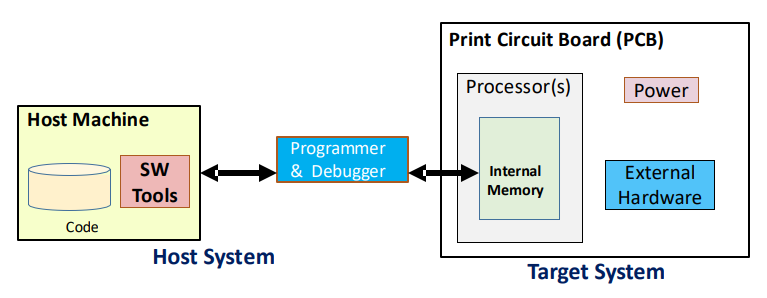 Print Circuit Board (PCB)
Processor(s)
Power
Host Machine
Programmer
& Debugger
SW
Tools
Internal
Memory
External
Hardware
Code
Host System
Target System